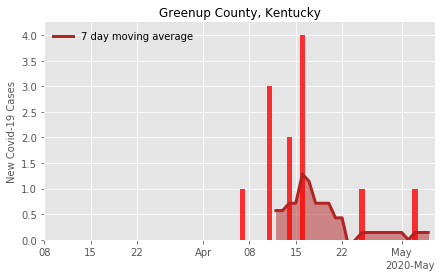 Greenup County, Kentucky
7 day moving average
New Covid-19 Cases
4.0
3.5
3.0
2.5
2.0
1.5
1.0
0.5
0.0
08 15 22 Apr 08 15 22 May
2020-May